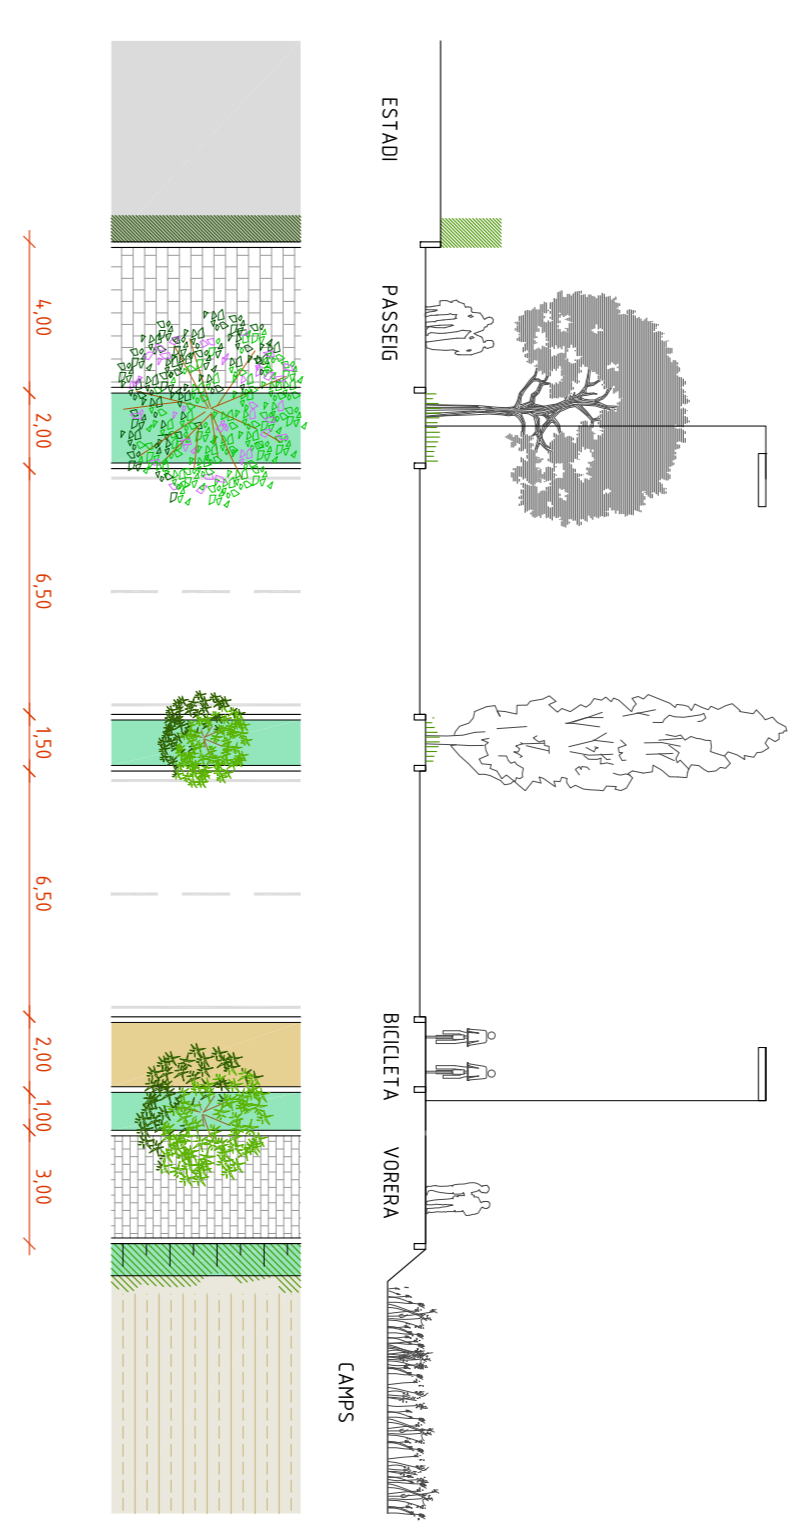 ESTADI
PASSEIG
BICICLETA
VORERA
CAMPS
4,00
2,00
6,50
1,50
6,50
2,00
1,00
3,00